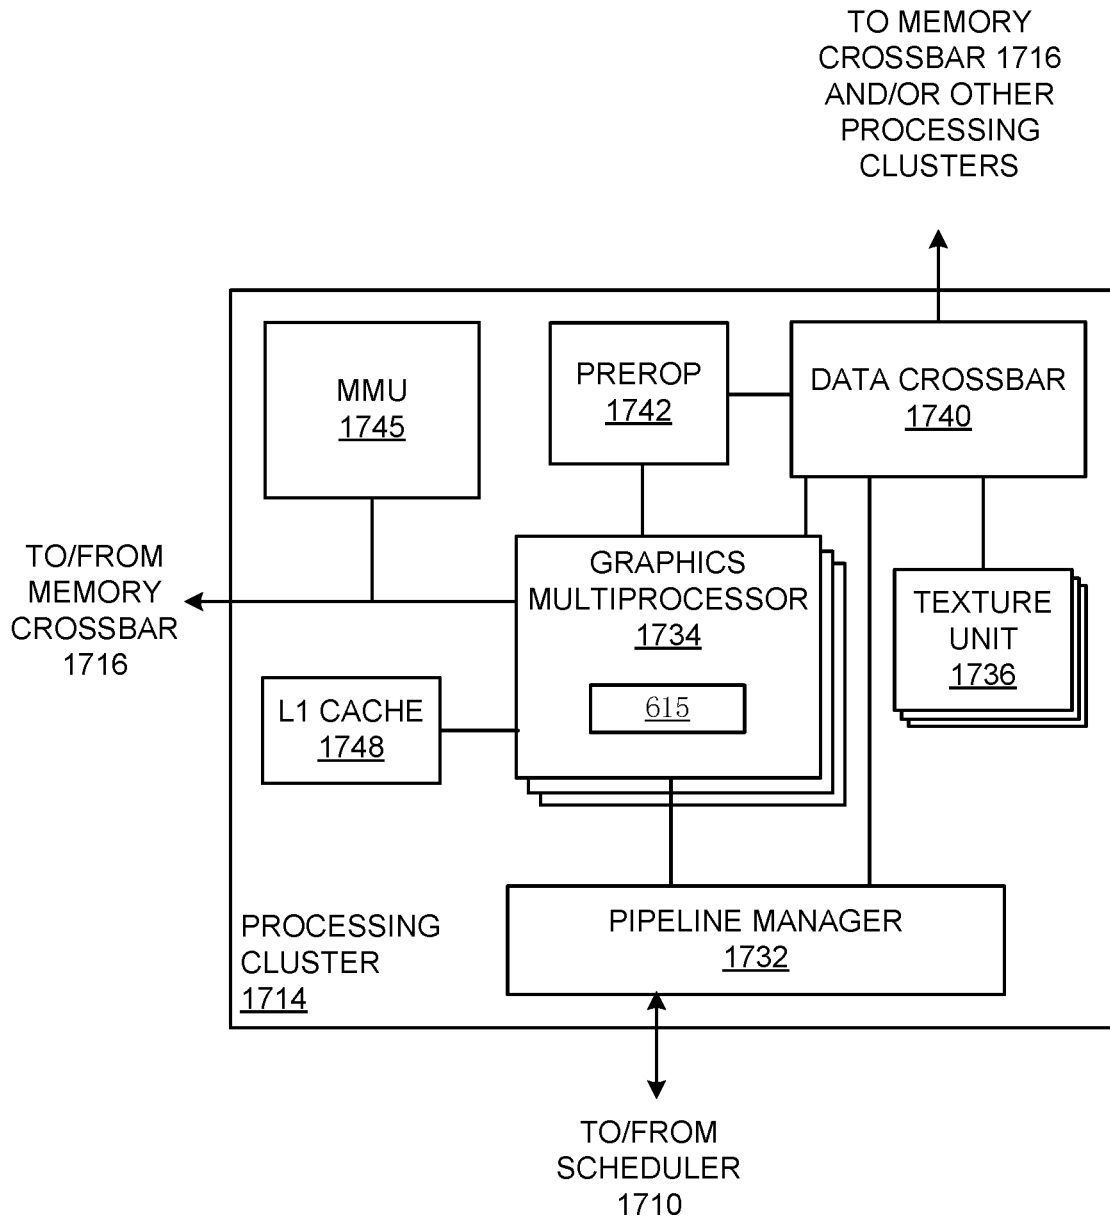 TO MEMORY
CROSSBAR 1716
AND/OR OTHER
PROCESSING
CLUSTERS
MMU
1745
PREROP
1742
DATA CROSSBAR
1740
TO/FROM
MEMORY
CROSSBAR
1716
GRAPHICS
MULTIPROCESSOR
1734
615
TEXTURE
UNIT
1736
L1 CACHE
1748
PROCESSING
CLUSTER
1714
PIPELINE MANAGER
1732
TO/FROM
SCHEDULER
1710